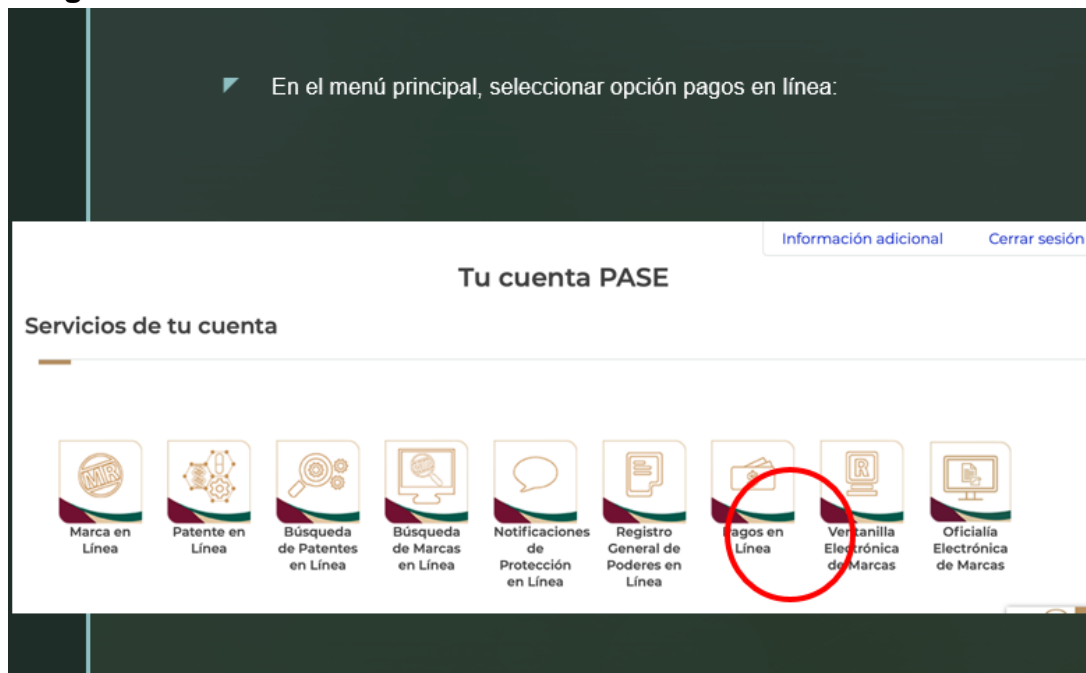 En el menú principal, seleccionar opción pagos en línea:
Información adicional Cerrar sesión
Tu cuenta PASE
Servicios de tu cuenta
MR
R
Marca en
Línea
Patente en
Línea
Búsqueda
de Patentes
en Línea
Búsqueda
de Marcas
en Línea
Notificaciones
de
Protección
en Línea
Registro
General de
Poderes en
Línea
Pagos en
Línea
Ventanilla
Electrónica
de Marcas
Oficialía
Electrónica
de Marcas